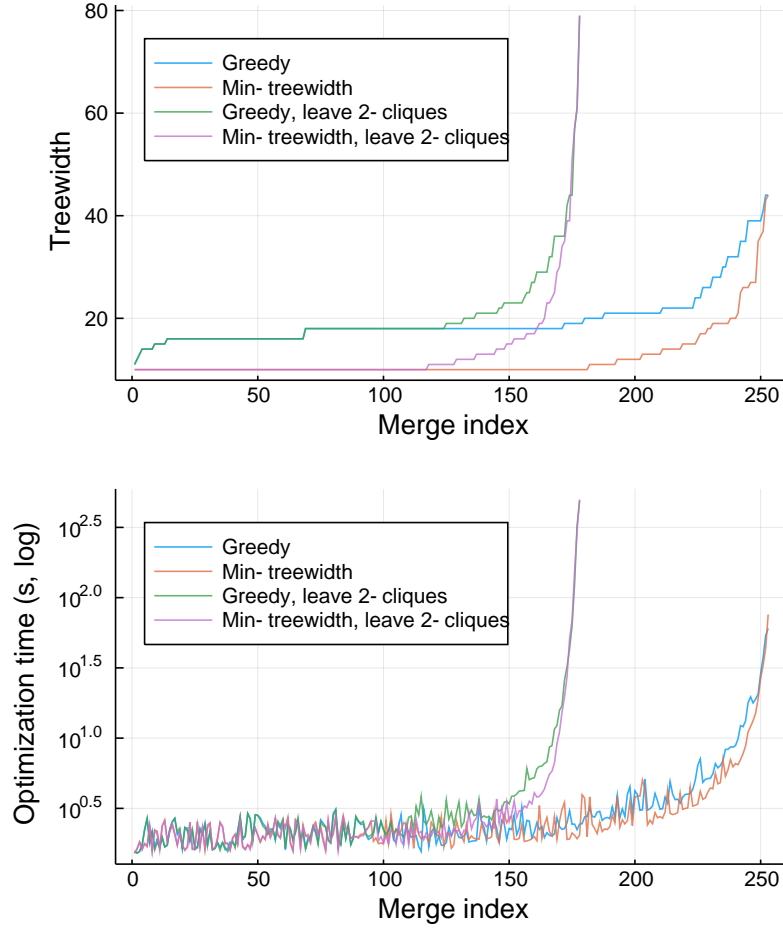 80
60
40
20
Treewidth
Greedy
Min- treewidth
Greedy, leave 2- cliques
Min- treewidth, leave 2- cliques
0 50 100 150 200 250
Merge index
10^2.5
10^2.0
10^1.5
10^1.0
10^0.5
Optimization time (s, log)
Greedy
Min- treewidth
Greedy, leave 2- cliques
Min- treewidth, leave 2- cliques
0 50 100 150 200 250
Merge index